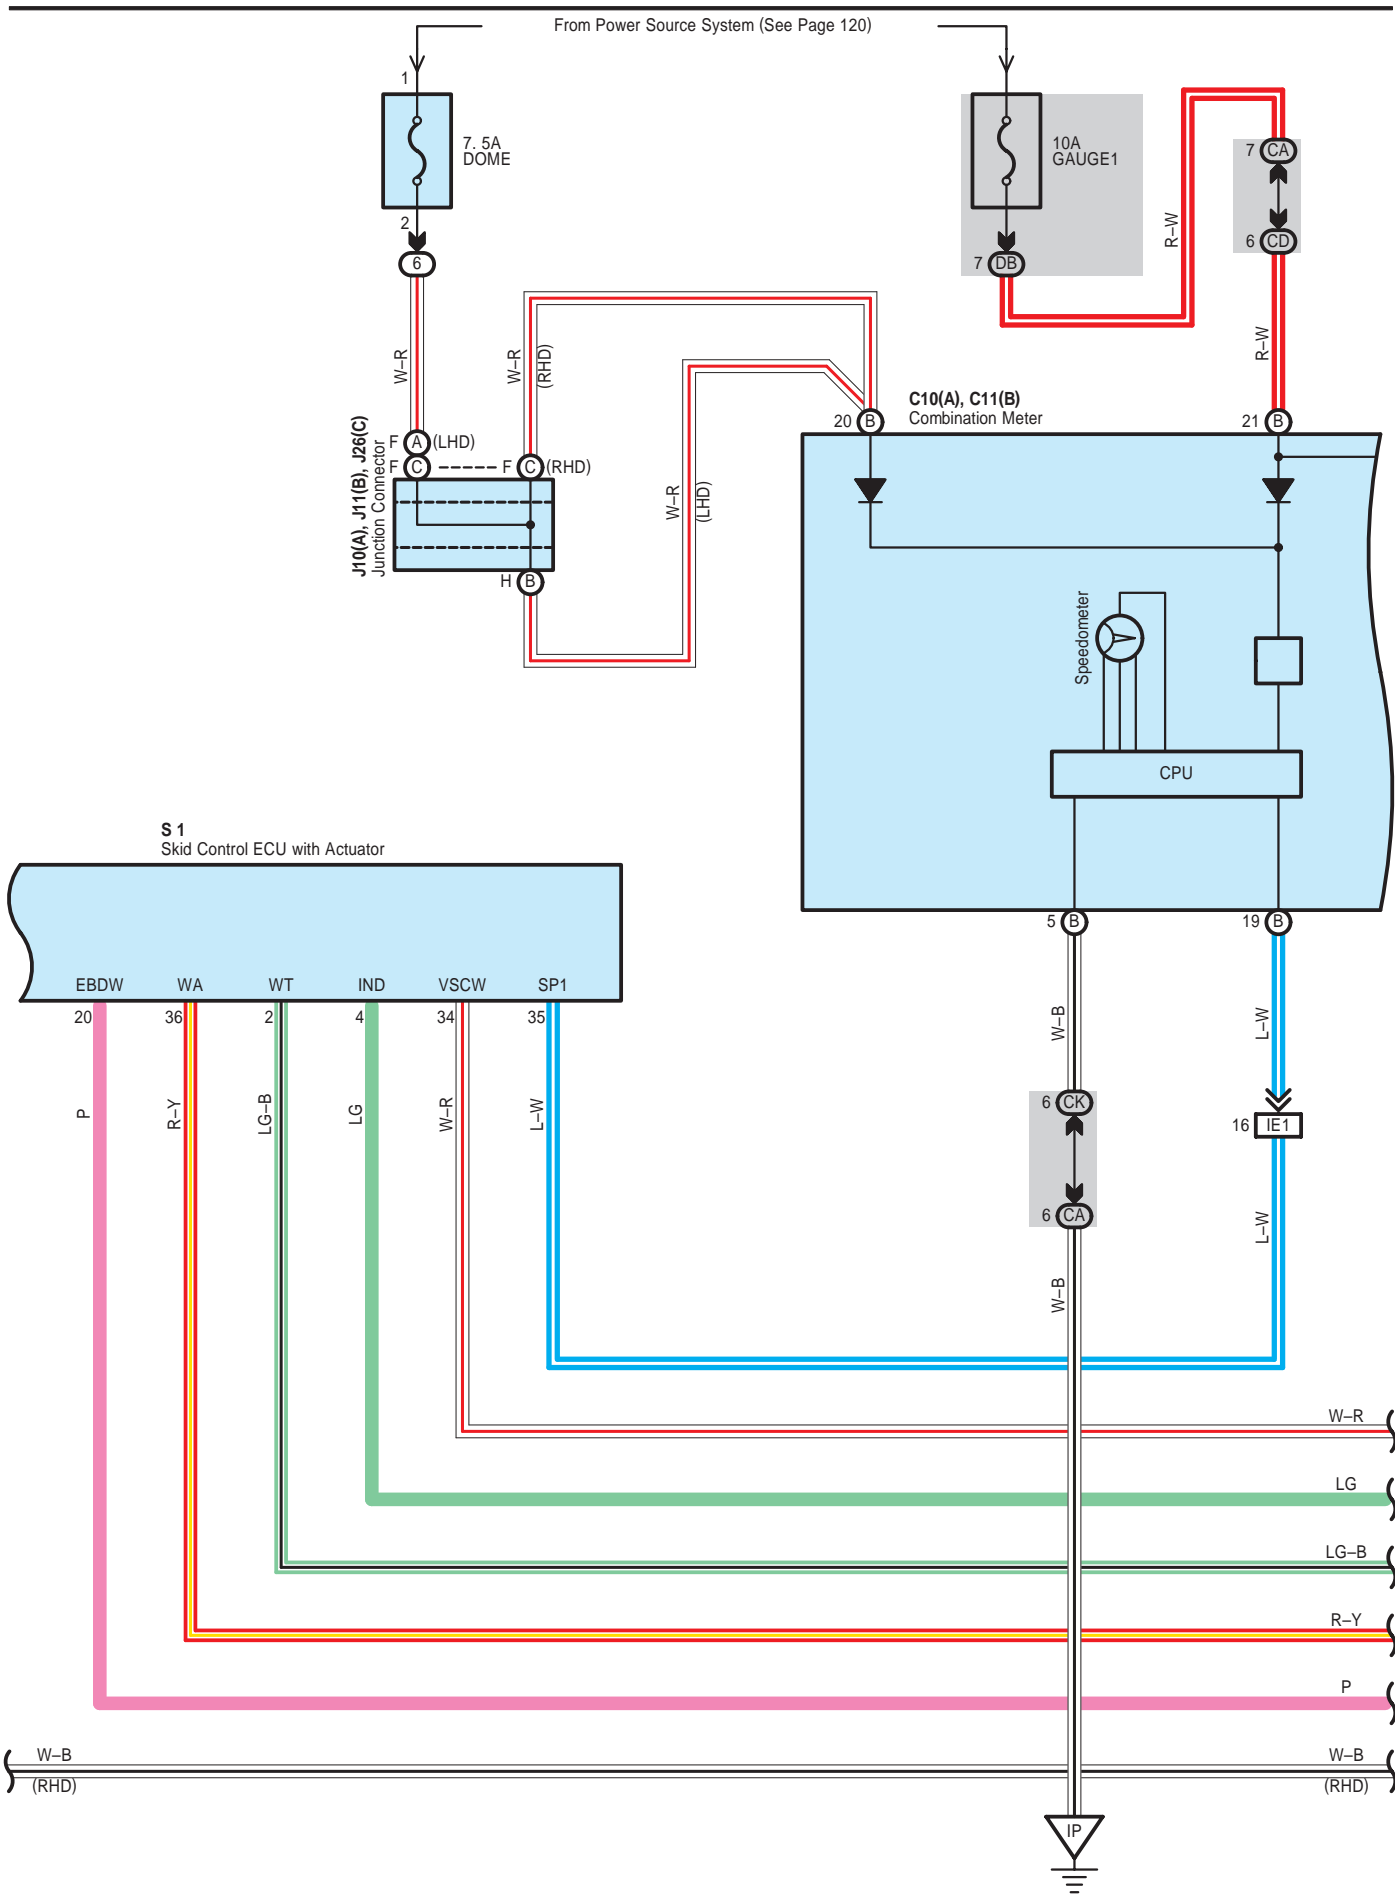 From Power Source System (See Page 120)
1
7. 5A
DOME
2
6
10A
GAUGE1
7 DB
7 CA
6 CD
R–W
R–W
W–R
W–R
(RHD)
W–R
(LHD)
F A (LHD)
F C F C (RHD)
J10(A), J11(B), J26(C)
Junction Connector
H B
C10(A), C11(B)
Combination Meter
20 B
21 B
Speedometer
CPU
5 B
19 B
S 1
Skid Control ECU with Actuator
EBDW WA WT IND VSCW SP1
20 36 2 4 34 35
P
R–Y
LG–B
LG
W–R
L–W
W–B
L–W
6 CK
16 IE1
6 CA
W–B
L–W
W–R
LG
LG–B
R–Y
P
W–B
(RHD)
W–B
(RHD)
IP